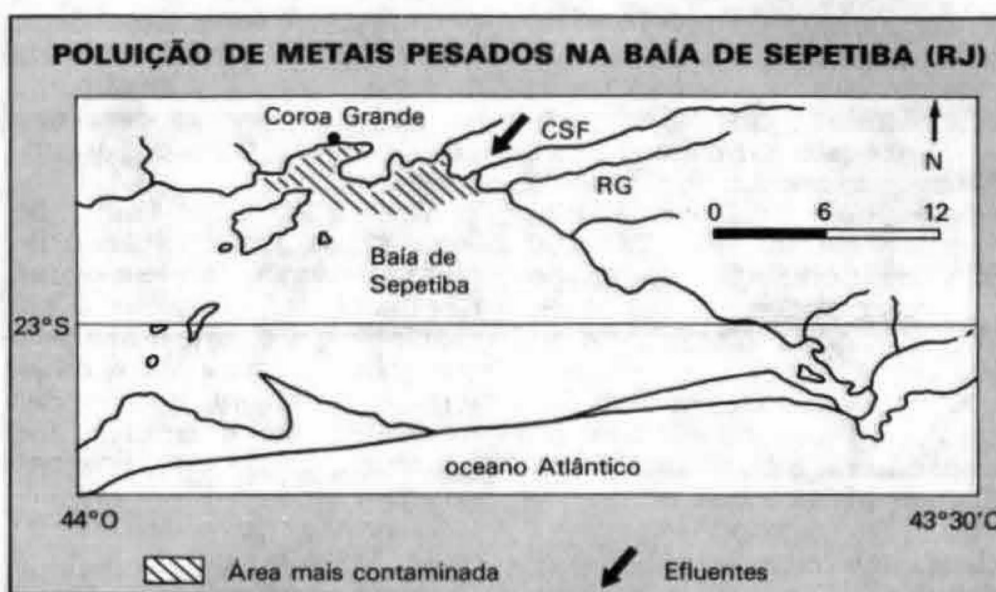 POLUIÇÃO DE METAIS PESADOS NA BAÍA DE SEPETIBA (RJ)
Coroa Grande
CSF
N
RG
0 6 12
Baía de
Sepetiba
23°S
oceano Atlântico
44°O 43°30'O
Área mais contaminada Efluentes